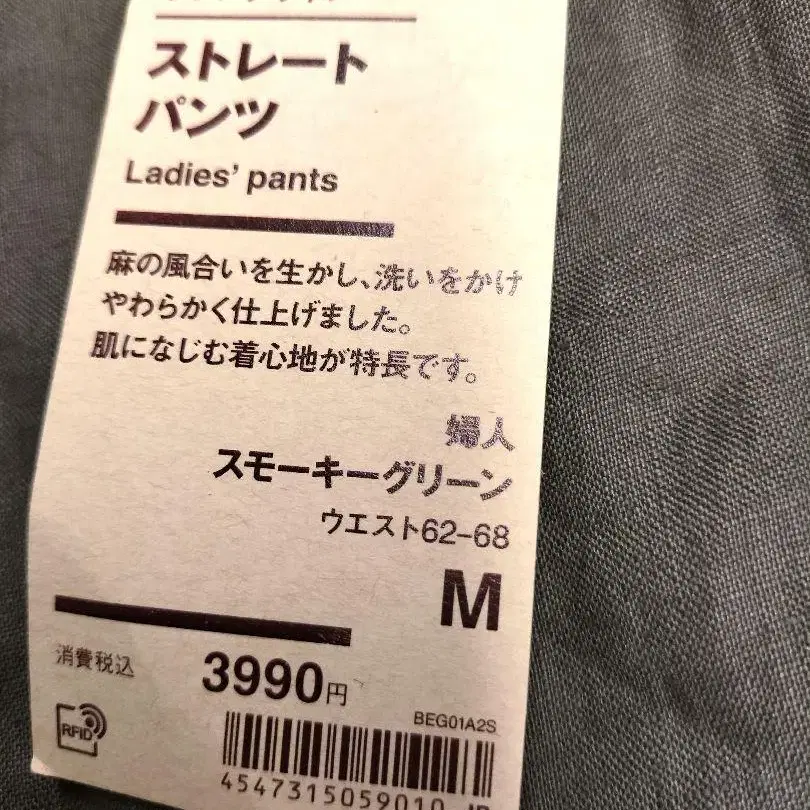 ストレート
パンツ
Ladies' pants
麻の風合いを生かし、洗いをかけ
やわらかく仕上げました。
肌になじむ着心地が特長です。
婦人
スモーキーグリーン
ウエスト62-68
M
消費税込 3990円
RFID
BEG01A2S
4547315059010